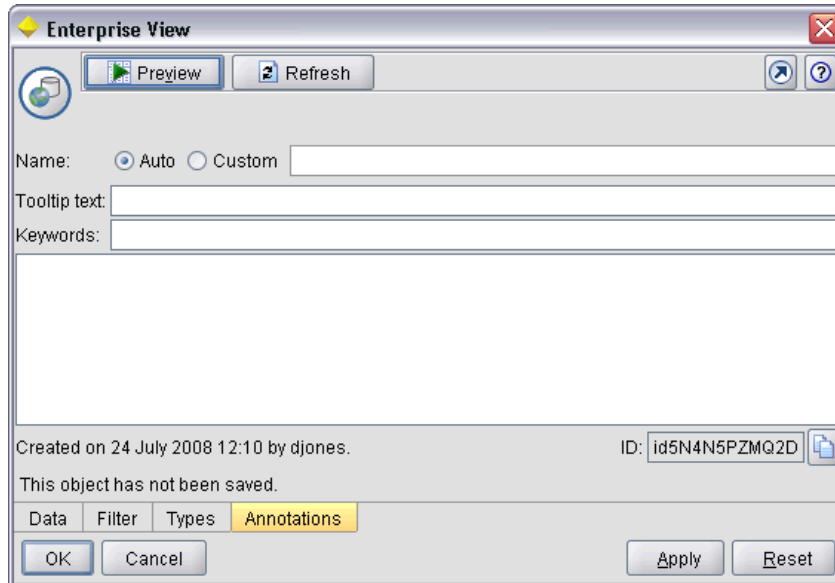 Enterprise View
Preview Refresh
Name: Auto Custom
Tooltip text:
Keywords:
Created on 24 July 2008 12:10 by djones. ID: id5N4N5PZMQ2D
This object has not been saved.
Data Filter Types Annotations
OK Cancel Apply Reset